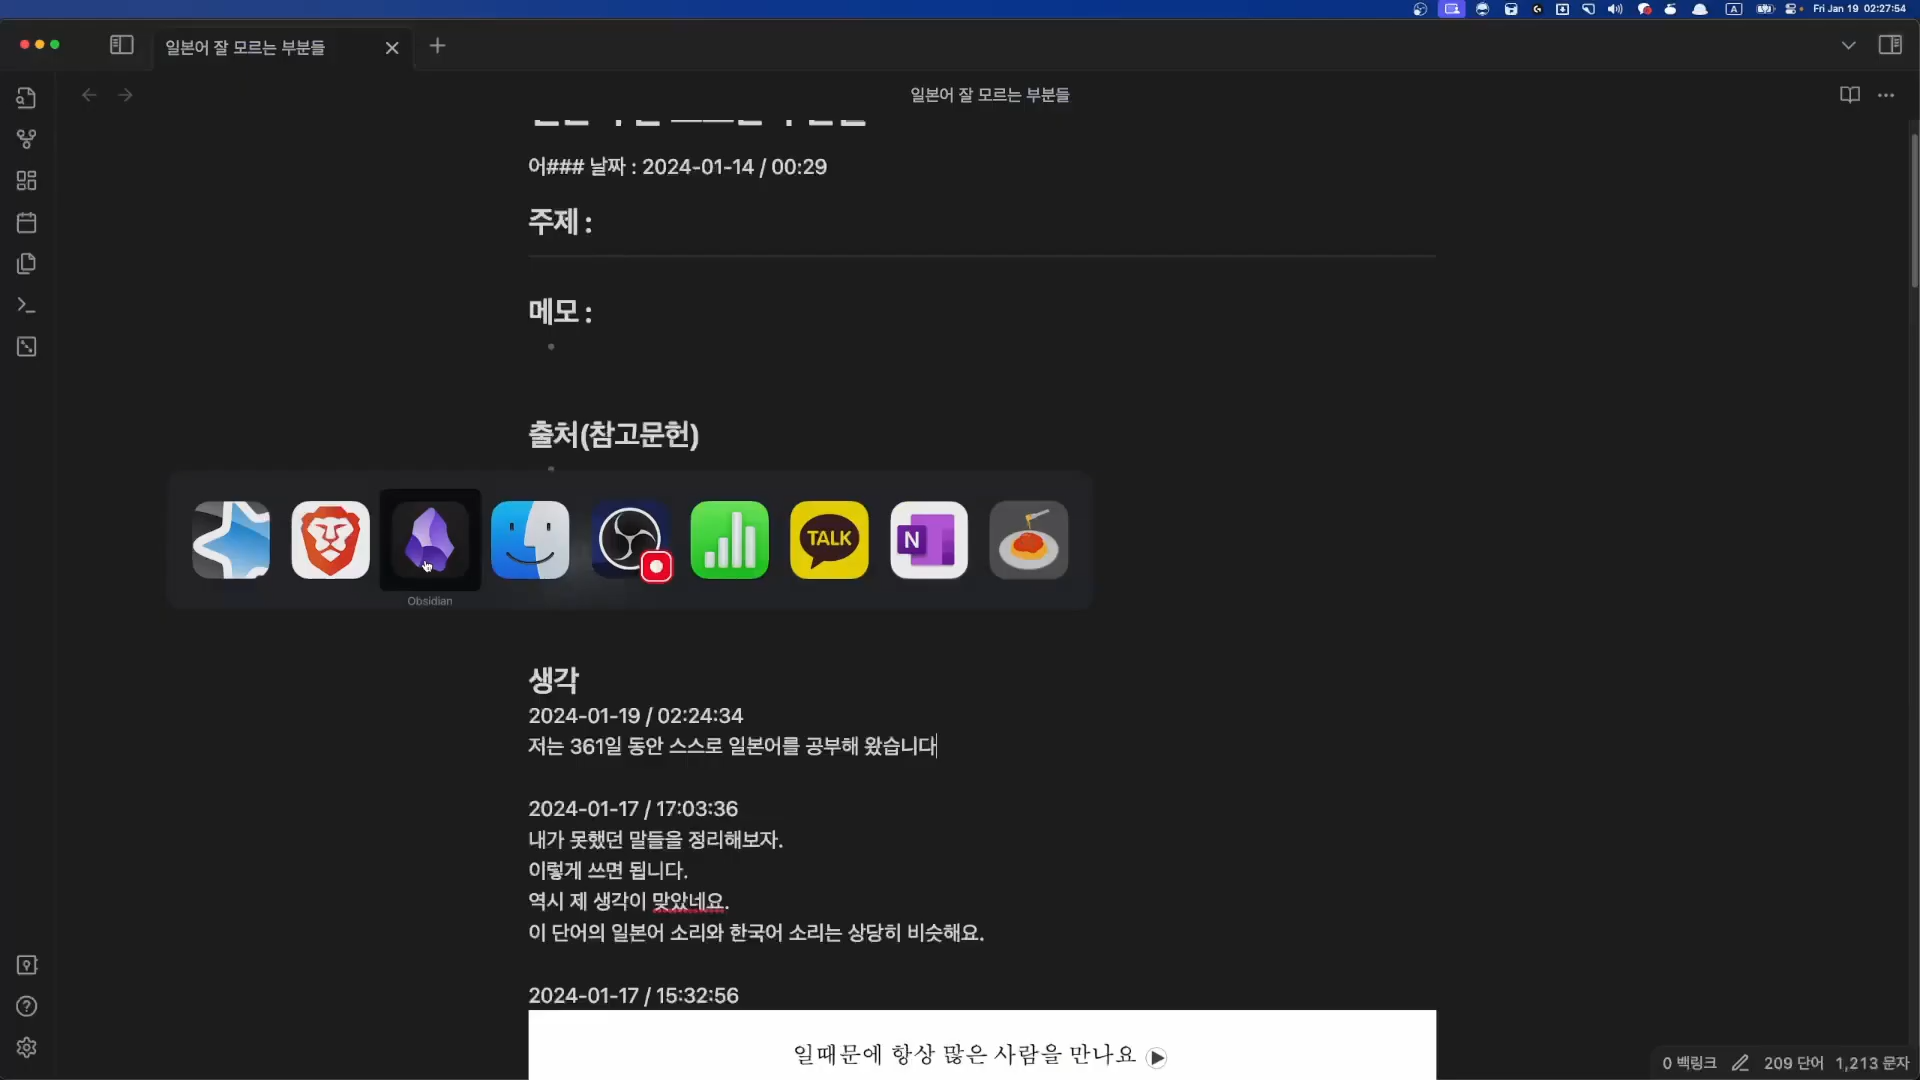 Fri Jan 19 02:27:54
일본어 잘 모르는 부분들
일본어 잘 모르는 부분들
어### 날짜 : 2024-01-14 / 00:29
주제 :
메모 :
출처(참고문헌)
TALK
N
Obsidian
생각
2024-01-19 / 02:24:34
저는 361일 동안 스스로 일본어를 공부해 왔습니다
2024-01-17 / 17:03:36
내가 못했던 말들을 정리해보자.
이렇게 쓰면 됩니다.
역시 제 생각이 맞았네요.
이 단어의 일본어 소리와 한국어 소리는 상당히 비슷해요.
2024-01-17 / 15:32:56
일때문에 항상 많은 사람을 만나요
0 백링크 209 단어 1,213 문자